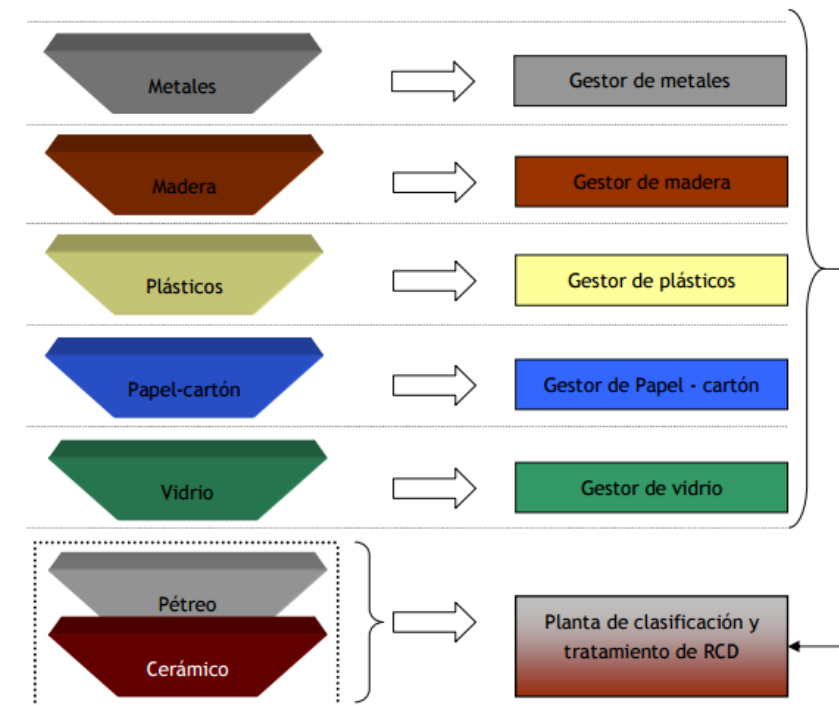 Metales
Gestor de metales
Madera
Gestor de madera
Plásticos
Gestor de plásticos
Papel-cartón
Gestor de Papel - cartón
Vidrio
Gestor de vidrio
Pétreo
Cerámico
Planta de clasificación y
tratamiento de RCD